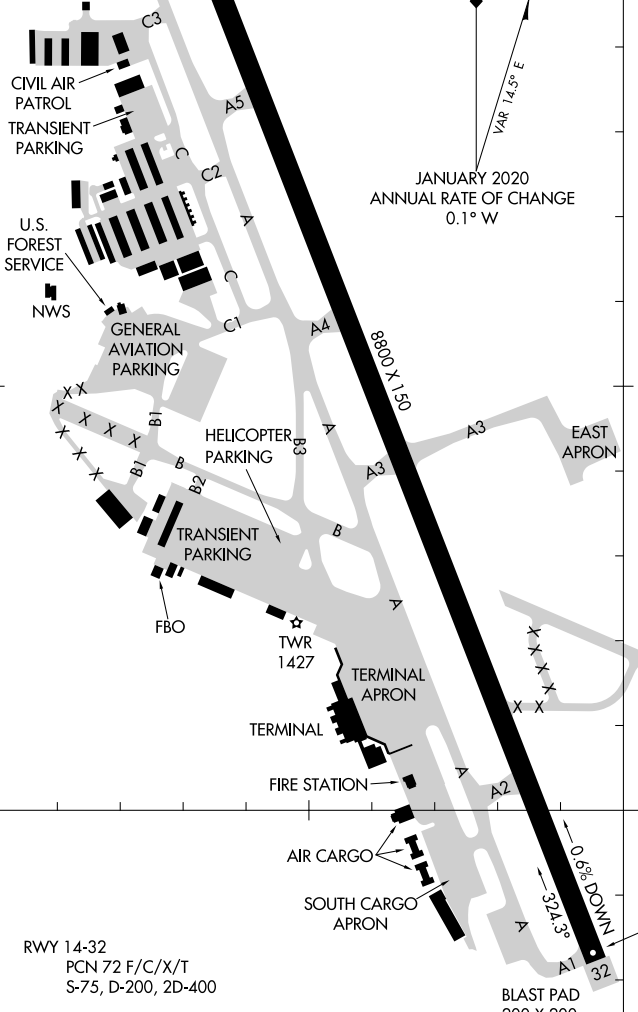 C3
CIVIL AIR
PATROL
TRANSIENT
PARKING
A5
VAR 14.5° E
C
C2
JANUARY 2020
ANNUAL RATE OF CHANGE
0.1° W
A
U.S.
FOREST
SERVICE
C
NWS
C1
A4
GENERAL
AVIATION
PARKING
8800 X 150
X X
X
X
X
X
X
X
X
B1
A
A3
EAST
APRON
HELICOPTER
PARKING
B3
B1
B
B2
A3
TRANSIENT
PARKING
B
FBO
A
TWR
1427
X
X
X
X
X X
TERMINAL
APRON
TERMINAL
FIRE STATION
A
A2
AIR CARGO
0.6% DOWN
324.3°
SOUTH CARGO
APRON
A
A1
32
RWY 14-32
PCN 72 F/C/X/T
S-75, D-200, 2D-400
BLAST PAD